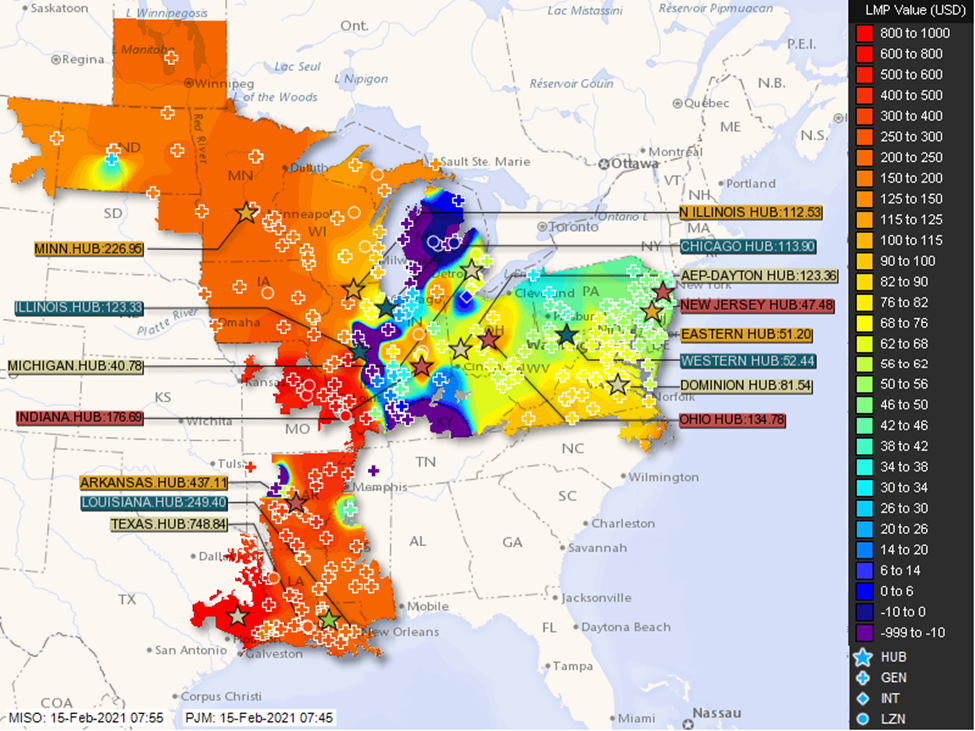 Saskatoon
L Winnipegosis
Ont.
Lac Mistassini
Réservoir Pipmuacan
L Manitoba
Regina
Lac Seul
L Nipigon
P.E.I.
Winnipeg
L of the Woods
Réservoir Gouin
N.B.
Québec
ME
N.S.
Red River
ND
Montréal
Sault Ste. Marie
Ottawa
MN
Duluth
VT
Portland
NH
SD
Minneapol
WI
Toronto
L Ontario
N ILLINOIS HUB:112.53
MA
NY
MINN.HUB:226.95
CHICAGO HUB:113.90
Milw
Detroit
AEP-DAYTON HUB:123.36
IA
Cleveland
PA
New York
ILLINOIS HUB:123.33
NEW JERSEY HUB:47.48
Omaha
Platte River
IN
OH
EASTERN HUB:51.20
WESTERN HUB:52.44
MICHIGAN.HUB:40.78
Cincinnati
WV
Kansas
DOMINION HUB:81.54
Norfolk
KS
INDIANA.HUB:176.69
Wichita
MO
KY
OHIO HUB:134.78
Tuls
TN
NC
Wilmington
ARKANSAS.HUB:437.11
Memphis
LOUISIANA.HUB:249.40
AR
SC
TEXAS.HUB:748.84
Charleston
AL
GA
Savannah
Dalla
LA
TX
Jacksonville
Mobile
FL
Daytona Beach
New Orleans
Houston
San Antonio
Galveston
Tampa
Corpus Christi
COA
Miami
Nassau
MISO: 15-Feb-2021 07:55 PJM: 15-Feb-2021 07:45
LMP Value (USD)
800 to 1000
600 to 800
500 to 600
400 to 500
300 to 400
250 to 300
200 to 250
150 to 200
125 to 150
115 to 125
100 to 115
90 to 100
82 to 90
76 to 82
68 to 76
62 to 68
56 to 62
50 to 56
46 to 50
42 to 46
38 to 42
34 to 38
30 to 34
26 to 30
20 to 26
14 to 20
6 to 14
0 to 6
-10 to 0
-999 to -10
HUB
GEN
INT
LZN